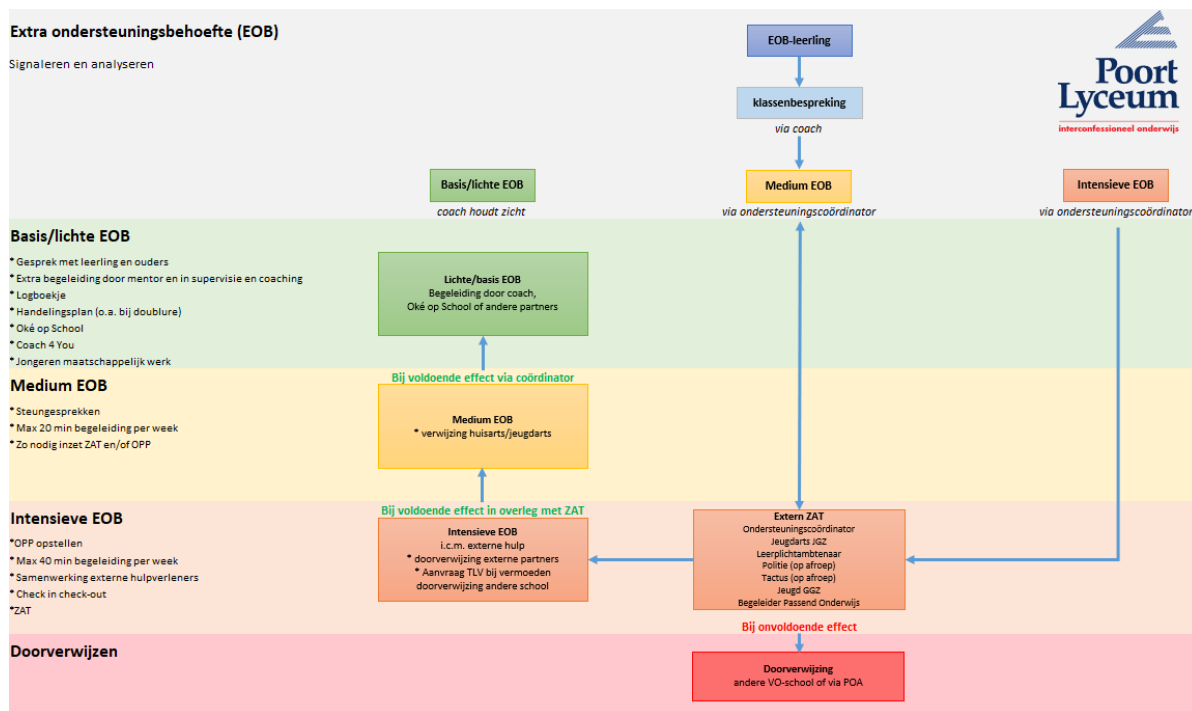 Extra ondersteuningsbehoefte (EOB)
Signaleren en analyseren
EOB-leerling
klassenbespreking
via coach
Poort
Lyceum
interconfessioneel onderwijs
Basis/lichte EOB
coach houdt zicht
Medium EOB
via ondersteuningscoördinator
Intensieve EOB
via ondersteuningscoördinator
Basis/lichte EOB
* Gesprek met leerling en ouders
* Extra begeleiding door mentor en in supervisie en coaching
* Logboekje
* Handelingsplan (o.a. bij doublure)
* Oké op School
* Coach 4 You
* Jongeren maatschappelijk werk
Lichte/basis EOB
Begeleiding door coach,
Oké op School of andere partners
Bij voldoende effect via coördinator
Medium EOB
* Steungesprekken
* Max 20 min begeleiding per week
* Zo nodig inzet ZAT en/of OPP
Medium EOB
* verwijzing huisarts/jeugdarts
Bij voldoende effect in overleg met ZAT
Intensieve EOB
*OPP opstellen
* Max 40 min begeleiding per week
* Samenwerking externe hulpverleners
* Check in check-out
*ZAT
Intensieve EOB
i.c.m. externe hulp
* doorverwijzing externe partners
* Aanvraag TLV bij vermoeden
doorverwijzing andere school
Extern ZAT
Ondersteuningscoördinator
Jeugdarts JGZ
Leerplichtambtenaar
Politie (op afroep)
Tactus (op afroep)
Jeugd GGZ
Begeleider Passend Onderwijs
Bij onvoldoende effect
Doorverwijzen
Doorverwijzing
andere VO-school of via POA